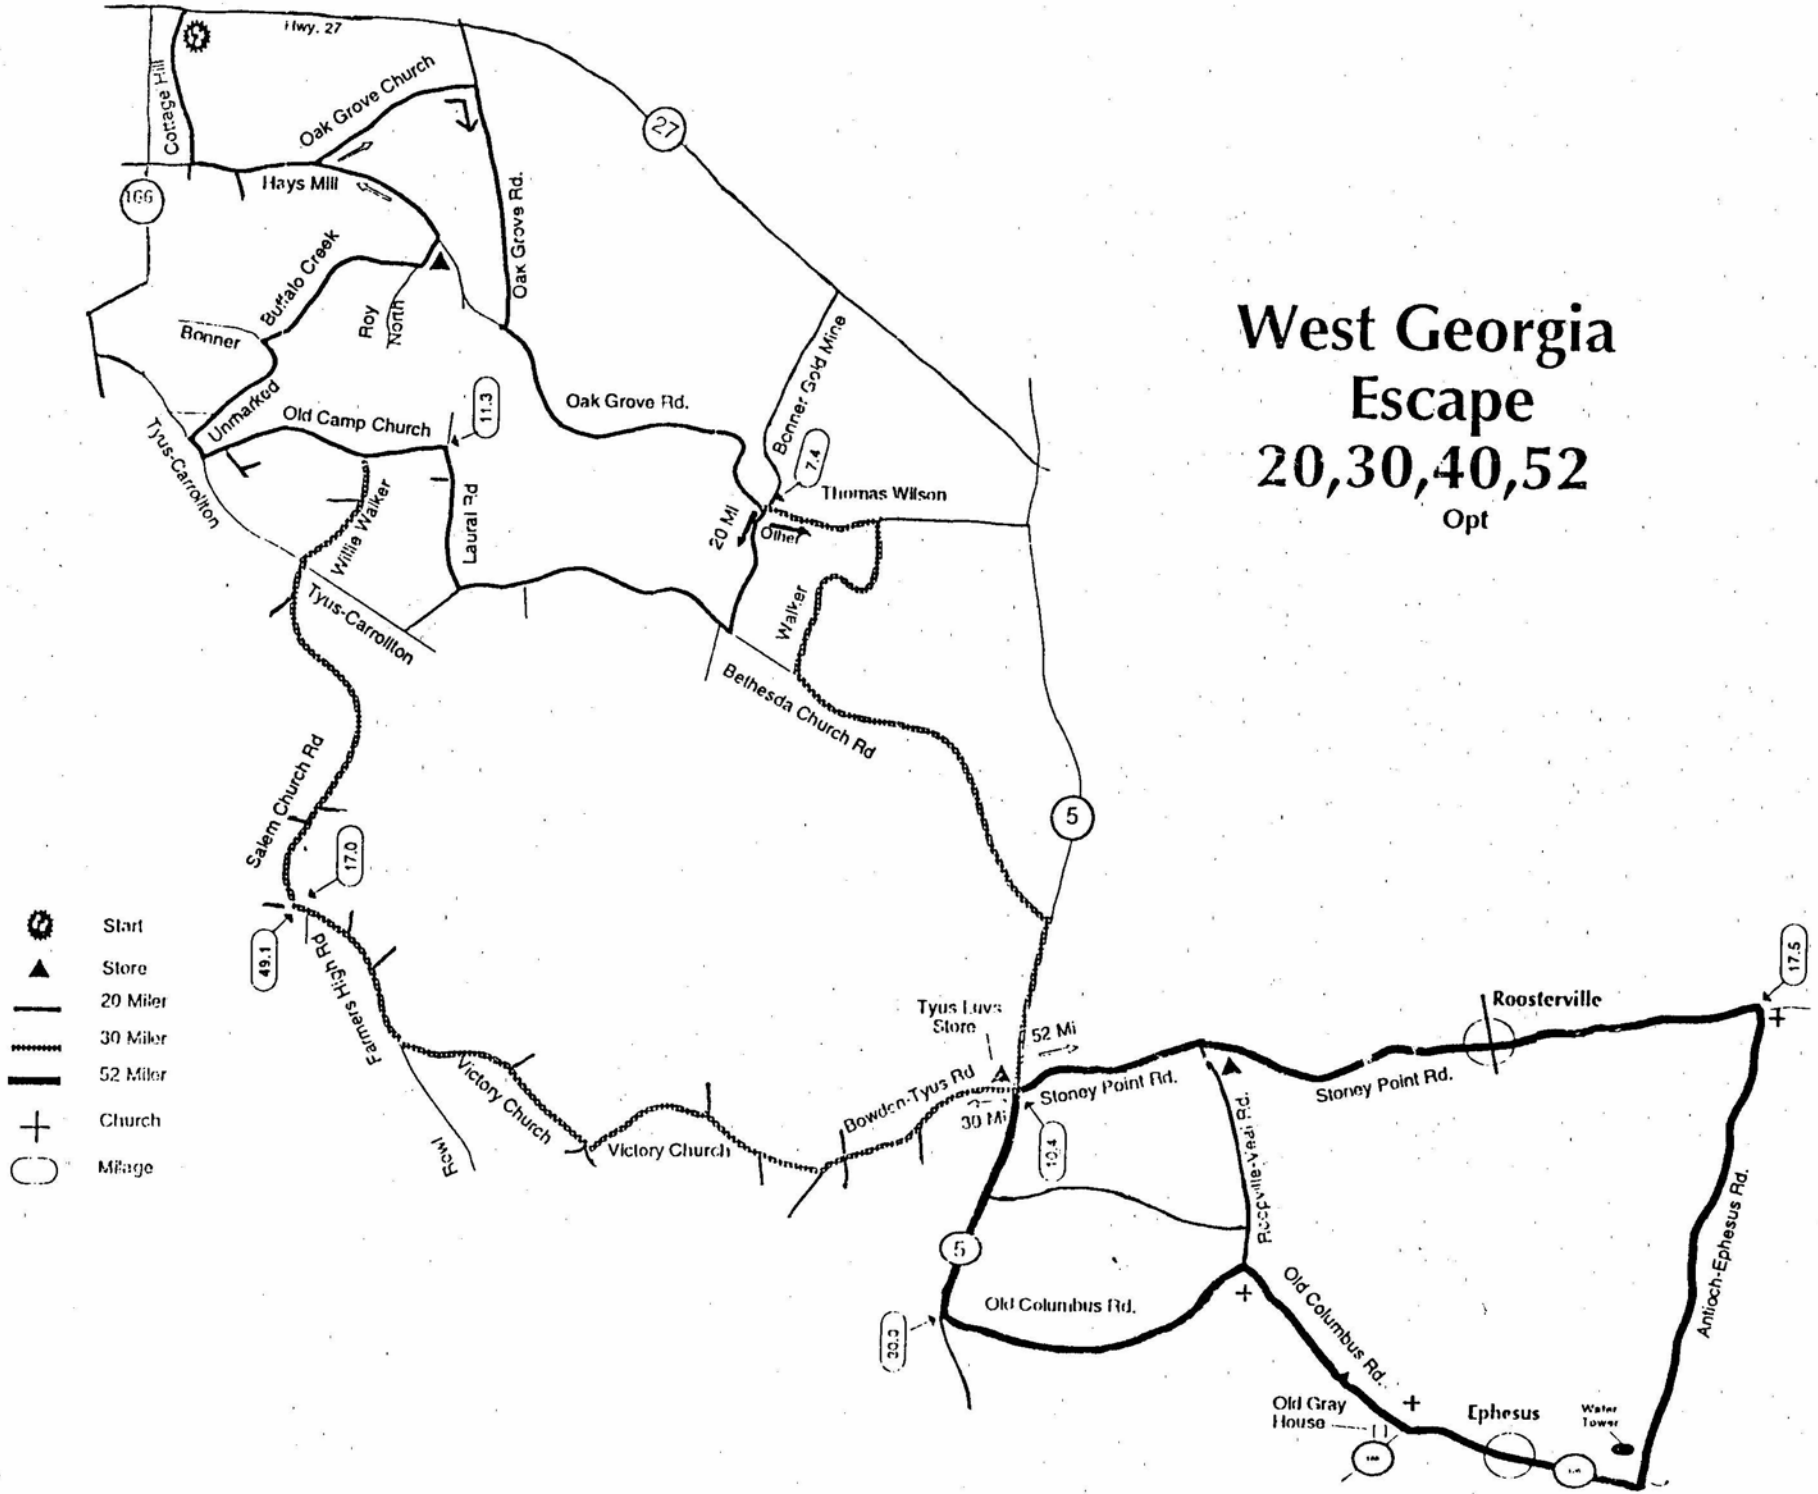 Hwy. 27
Cottage Hill
Oak Grove Church
27
166
Hays Mill
Oak Grove Rd.
Buffalo Creek
Bonner
Roy
North
Bonner Gold Mine
West Georgia
Escape
20,30,40,52
Opt
Unmarked
Old Camp Church
11.3
Oak Grove Rd.
7.4
Thomas Wilson
Tyus-Carrollton
20 Mi
Other
Willie Walker
Laural Rd
Tyus-Carrollton
Walker
Bethesda Church Rd
5
Salem Church Rd
17.0
Start
Store
20 Miler
30 Miler
52 Miler
Church
Milage
49.1
Farmers High Rd
Tyus Luvs
Store
52 Mi
Roosterville
17.5
Victory Church
Bowden-Tyus Rd
Stoney Point Rd.
Stoney Point Rd.
30 Mi
Rowl
Victory Church
10.4
Roopville-Veal Rd.
Antioch-Ephesus Rd.
5
Old Columbus Rd.
Old Columbus Rd.
Old Gray
House
Ephesus
Water
Tower